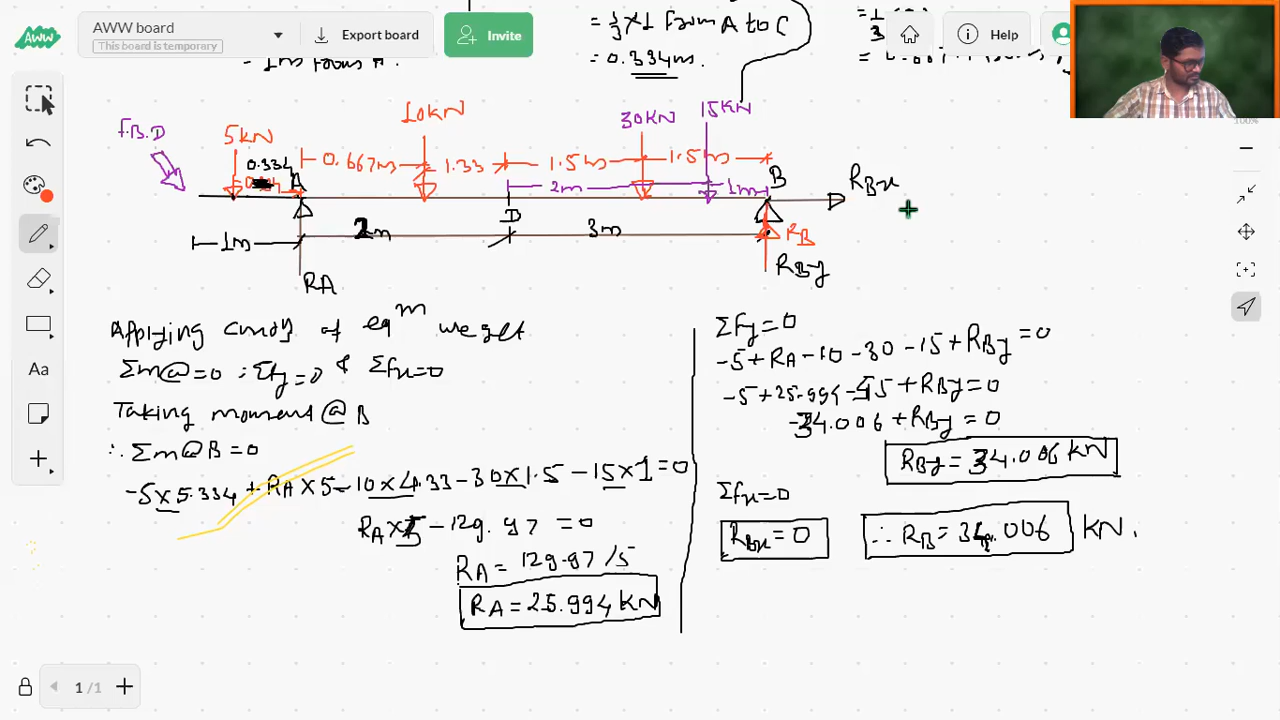 AWW
AWW board
This board is temporary
Export board
Invite
Help
= 1/3 × 1 from A to C
= 0.334m.
= 1m from A.
100%
F.B.D
5KN
10KN
30KN
15KN
0.334
A
0.667m
1.33
1.5m
1.5m
2m
1m
B
RBx
1m
2m
D
3m
RB
RBy
RA
Applying condn of eqm we get
Σm@=0 ∴ Σfy=0 & Σfx=0
Taking moment @ B
∴ Σm@B=0
-5×5.334 + RA×5-10×4.33-30×1.5-15×1=0
RA×5-129.97=0
RA = 129.97/5
RA = 25.994 KN
Σfy=0
-5+RA-10-30-15+RBy=0
-5+25.994-55+RBy=0
-34.006+RBy=0
RBy=34.006 KN
Σfx=0
RBx=0
∴ RB=34.006 KN.
Aa
1 /1